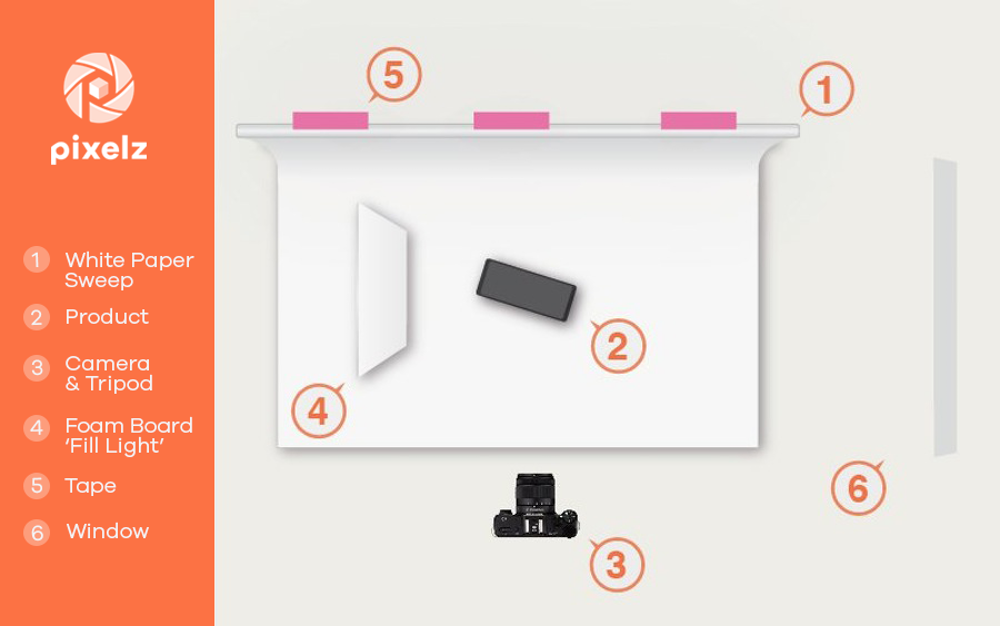 pixelz
1 White Paper
Sweep
2 Product
3 Camera
& Tripod
4 Foam Board
‘Fill Light’
5 Tape
6 Window
5
1
2
4
6
3